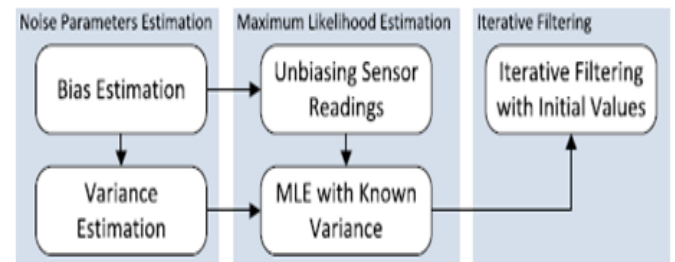 Noise Parameters Estimation
Bias Estimation
Variance
Estimation
Maximum Likelihood Estimation
Unbiasing Sensor
Readings
MLE with Known
Variance
Iterative Filtering
Iterative Filtering
with Initial Values